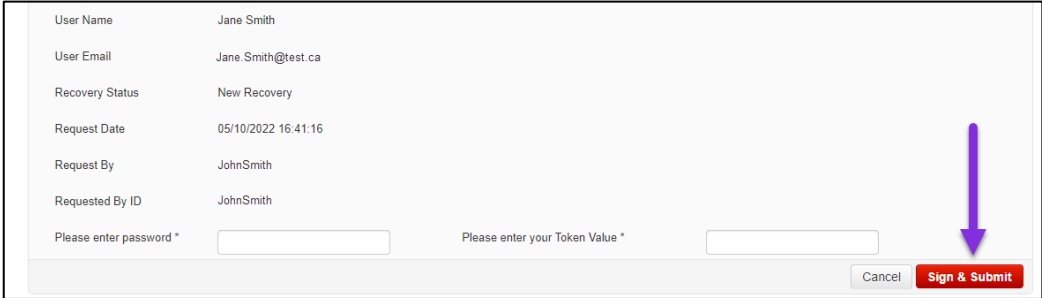 User Name Jane Smith
User Email Jane.Smith@test.ca
Recovery Status New Recovery
Request Date 05/10/2022 16:41:16
Request By JohnSmith
Requested By ID JohnSmith
Please enter password * Please enter your Token Value *
Cancel Sign & Submit